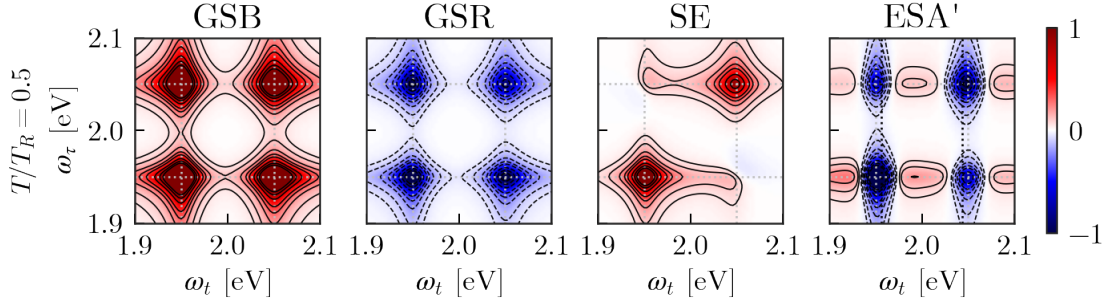 GSB GSR SE ESA'
T/T_R = 0.5
ω_τ [eV]
2.1
2.0
1.9
1.9 2.0 2.1
1.9 2.0 2.1
1.9 2.0 2.1
1.9 2.0 2.1
ω_t [eV] ω_t [eV] ω_t [eV] ω_t [eV]
1
0
−1